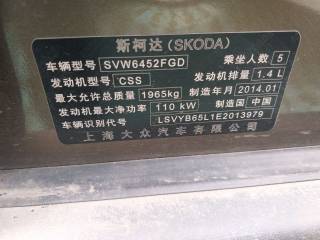 斯柯达(SKODA)
车辆型号 SVW6452FGD 乘坐人数 5
发动机型号 CSS 发动机排量 1.4 L
最大允许总质量 1965kg 制造年月 2014.01
发动机最大净功率 110 kW 制造国 中国
车辆识别代号 LSVYB65L1E2013979
上海大众汽车有限公司